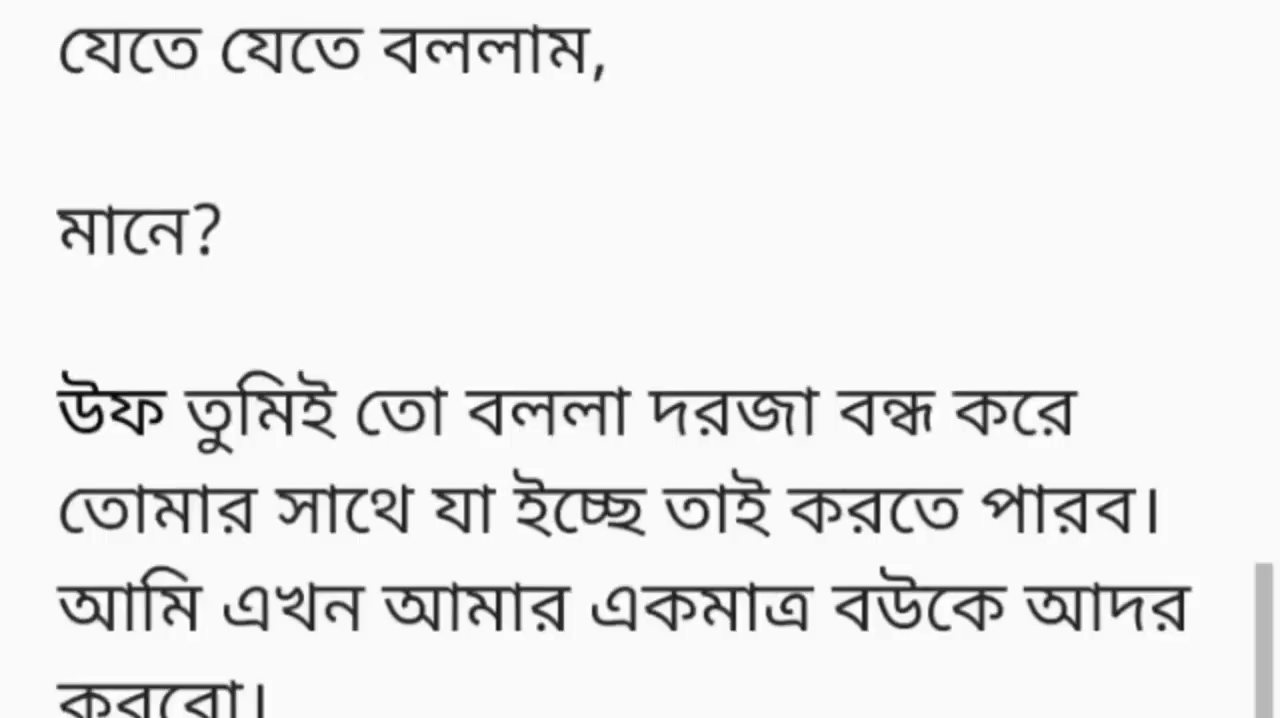 যেতে যেতে বললাম,
মানে?
উফ তুমিই তো বললা দরজা বন্ধ করে
তোমার সাথে যা ইচ্ছে তাই করতে পারব।
আমি এখন আমার একমাত্র বউকে আদর
করবো।